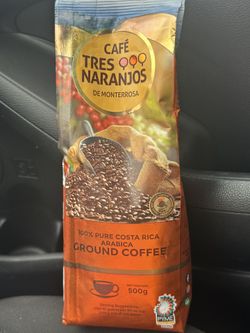 CAFÉ
TRES
NARANJOS
DE MONTERROSA
100% PURE COSTA RICA
ARABICA
GROUND COFFEE
500g